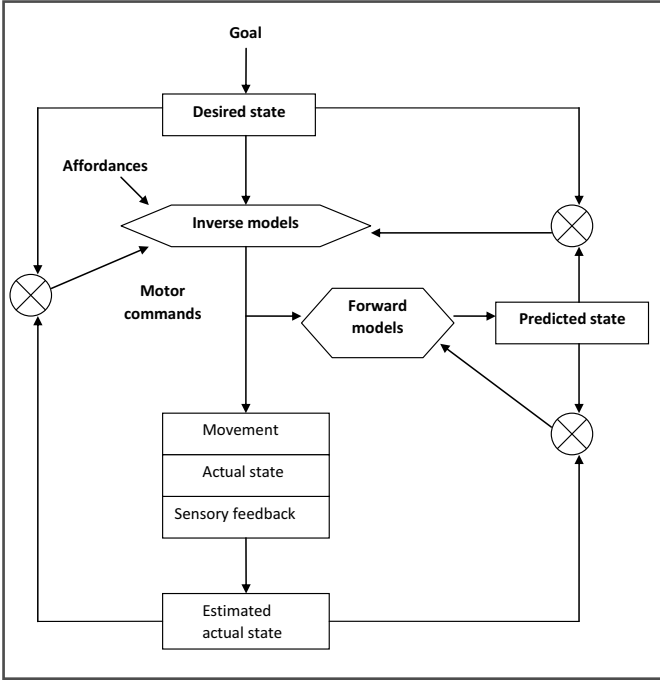 Goal
Desired state
Affordances
Inverse models
Motor
commands
Forward
models
Predicted state
Movement
Actual state
Sensory feedback
Estimated
actual state